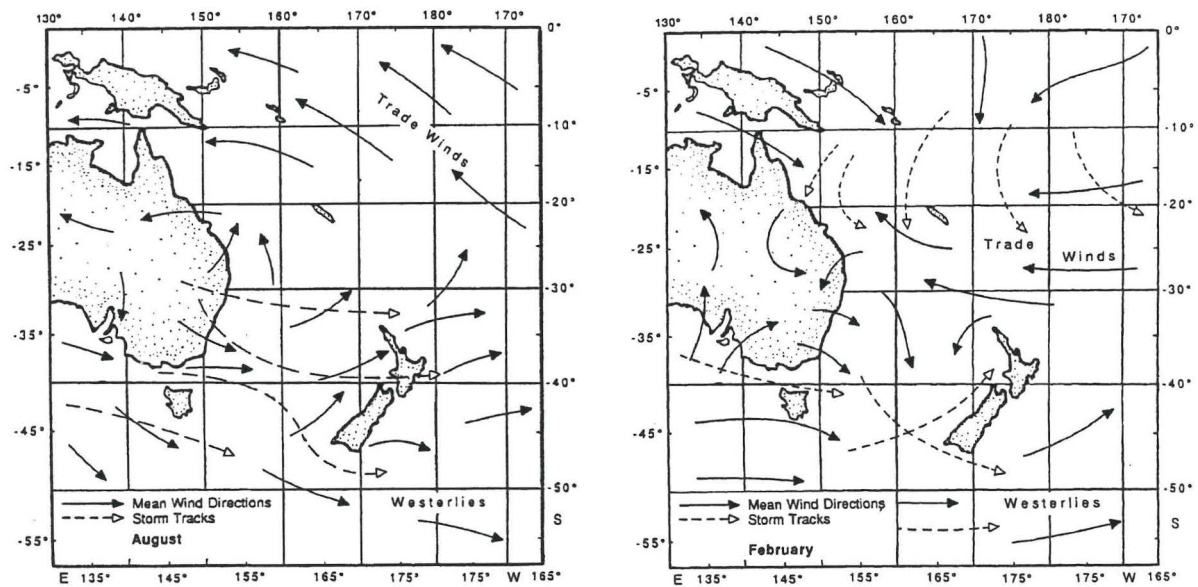 130° 140° 150° 160° 170° 180° 170°
0°
-5°
-10°
-15°
-20°
-25°
-30°
-35°
-40°
-45°
-50°
S
-55°
Trade Winds
Westerlies
Mean Wind Directions
Storm Tracks
August
E 135° 145° 155° 165° 175° 175° W 165°
130° 140° 150° 160° 170° 180° 170°
0°
-5°
-10°
-15°
-20°
-25°
Trade
Winds
-30°
-35°
-40°
-45°
-50°
S
-55°
Westerlies
Mean Wind Directions
Storm Tracks
February
E 135° 145° 155° 165° 175° 175° W 165°